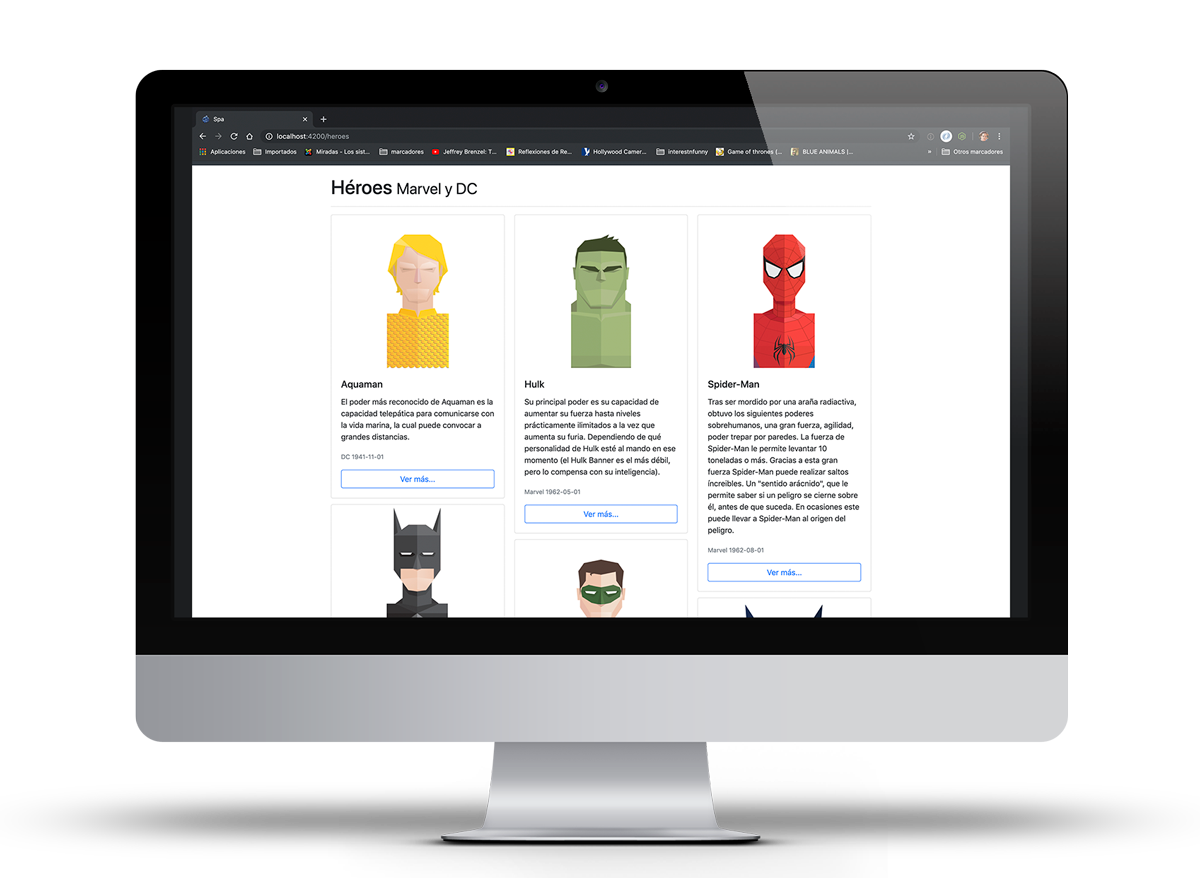 Spa
localhost:4200/heroes
Aplicaciones Importados Miradas - Los sist... marcadores Jeffrey Brenzel: T... Reflexiones de Re... Hollywood Camer... interestnfunny Game of thrones (... BLUE ANIMALS |... » Otros marcadores
Héroes Marvel y DC
Aquaman
El poder más reconocido de Aquaman es la
capacidad telepática para comunicarse con
la vida marina, la cual puede convocar a
grandes distancias.
DC 1941-11-01
Ver más...
Hulk
Su principal poder es su capacidad de
aumentar su fuerza hasta niveles
prácticamente ilimitados a la vez que
aumenta su furia. Dependiendo de qué
personalidad de Hulk esté al mando en ese
momento (el Hulk Banner es el más débil,
pero lo compensa con su inteligencia).
Marvel 1962-05-01
Ver más...
Spider-Man
Tras ser mordido por una araña radiactiva,
obtuvo los siguientes poderes
sobrehumanos, una gran fuerza, agilidad,
poder trepar por paredes. La fuerza de
Spider-Man le permite levantar 10
toneladas o más. Gracias a esta gran
fuerza Spider-Man puede realizar saltos
íncreibles. Un "sentido arácnido", que le
permite saber si un peligro se cierne sobre
él, antes de que suceda. En ocasiones este
puede llevar a Spider-Man al origen del
peligro.
Marvel 1962-08-01
Ver más...